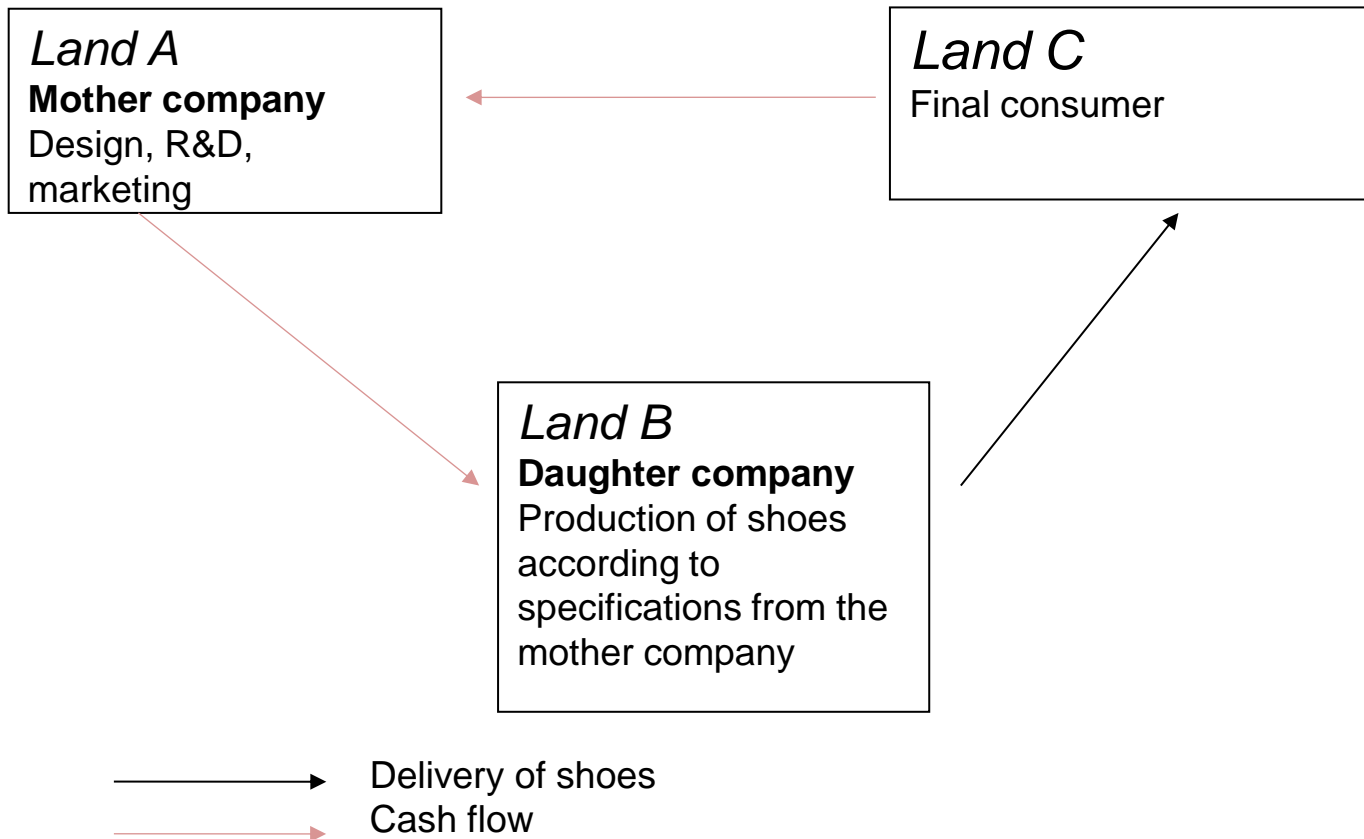 Land A
Mother company
Design, R&D,
marketing
Land C
Final consumer
Land B
Daughter company
Production of shoes
according to
specifications from the
mother company
Delivery of shoes
Cash flow